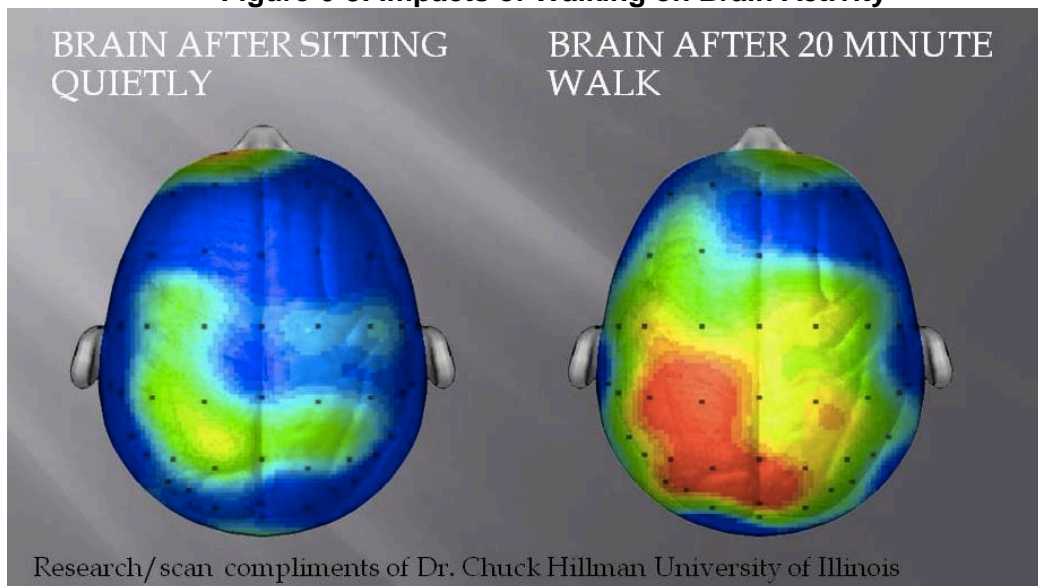 BRAIN AFTER SITTING
QUIETLY
BRAIN AFTER 20 MINUTE
WALK
Research/scan compliments of Dr. Chuck Hillman University of Illinois